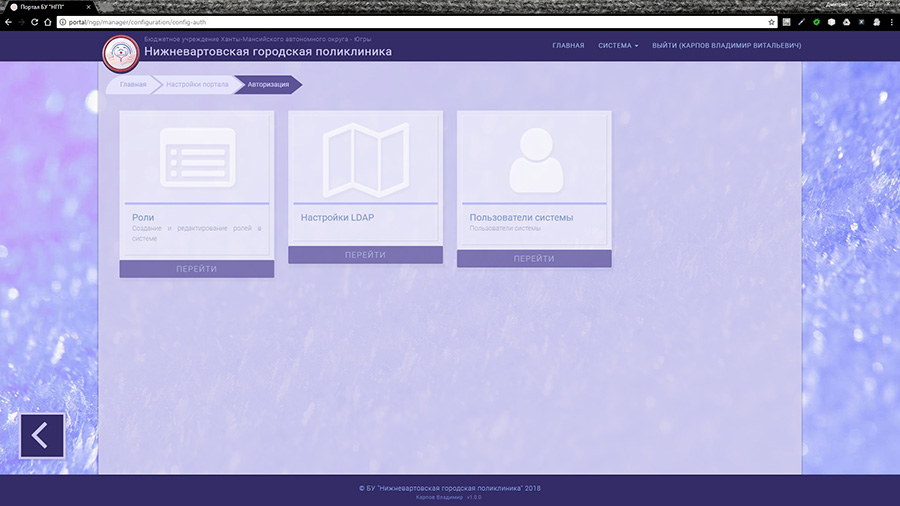 Портал БУ "НГП"
Дмитрий
portal/ngp/manager/configuration/config-auth
Бюджетное учреждение Ханты-Мансийского автономного округа - Югры
Нижневартовская городская поликлиника
ГЛАВНАЯ
СИСТЕМА
ВЫЙТИ (КАРПОВ ВЛАДИМИР ВИТАЛЬЕВИЧ)
Главная
Настройки портала
Авторизация
Роли
Создание и редактирование ролей в
системе
ПЕРЕЙТИ
Настройки LDAP
ПЕРЕЙТИ
Пользователи системы
Пользователи системы
ПЕРЕЙТИ
© БУ "Нижневартовская городская поликлиника" 2018
Карпов Владимир v1.0.0